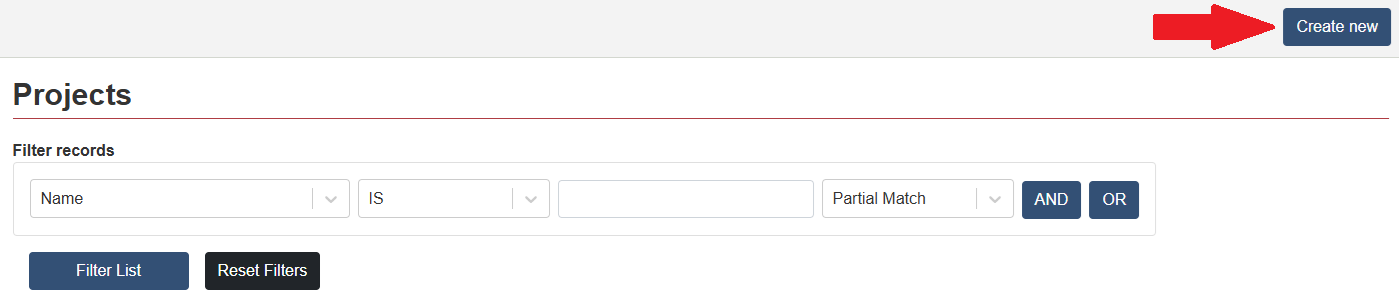 Create new
Projects
Filter records
Name IS Partial Match AND OR
Filter List Reset Filters